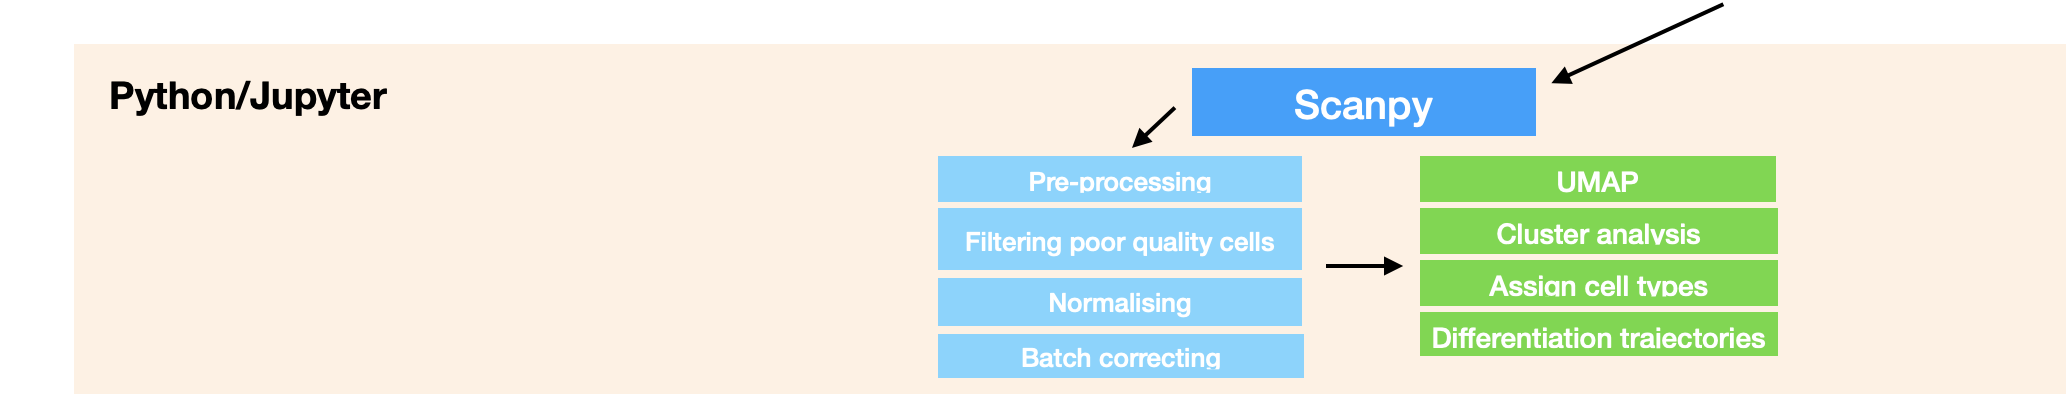 Python/Jupyter
Scanpy
Pre-processing
Filtering poor quality cells
Normalising
Batch correcting
UMAP
Cluster analysis
Assign cell types
Differentiation trajectories